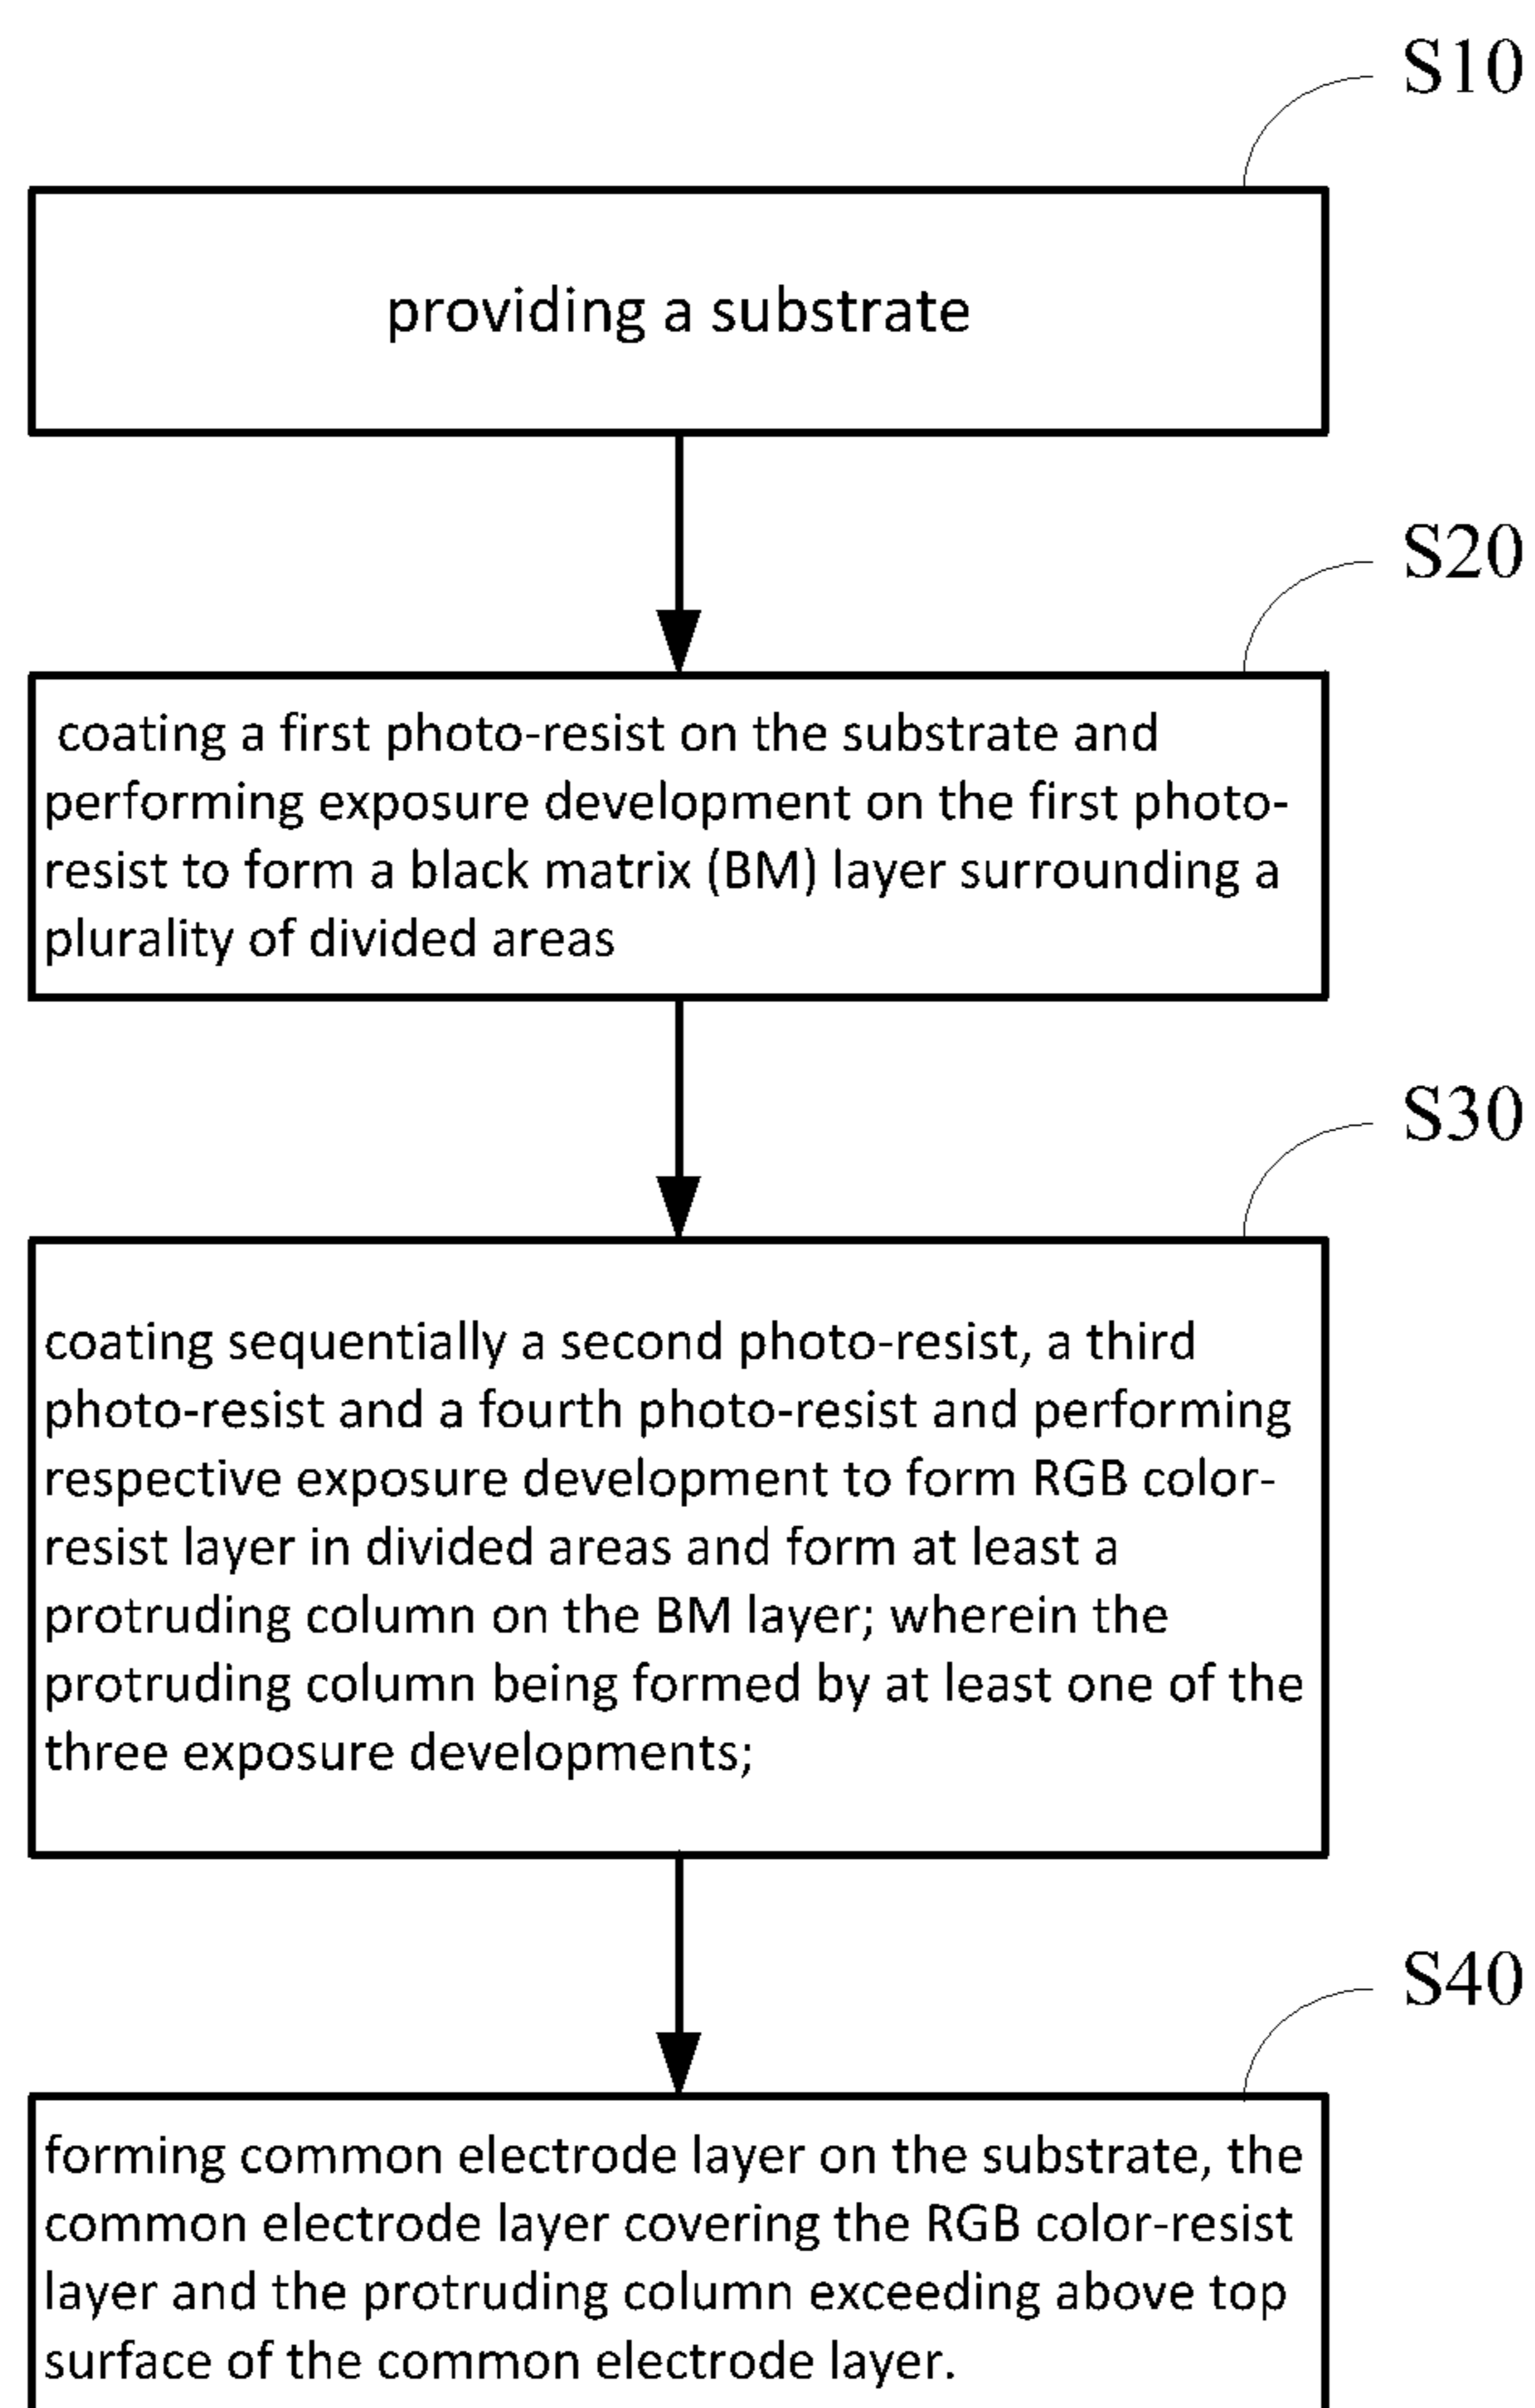 S10
providing a substrate
S20
coating a first photo-resist on the substrate and
performing exposure development on the first photo-
resist to form a black matrix (BM) layer surrounding a
plurality of divided areas
S30
coating sequentially a second photo-resist, a third
photo-resist and a fourth photo-resist and performing
respective exposure development to form RGB color-
resist layer in divided areas and form at least a
protruding column on the BM layer; wherein the
protruding column being formed by at least one of the
three exposure developments;
S40
forming common electrode layer on the substrate, the
common electrode layer covering the RGB color-resist
layer and the protruding column exceeding above top
surface of the common electrode layer.